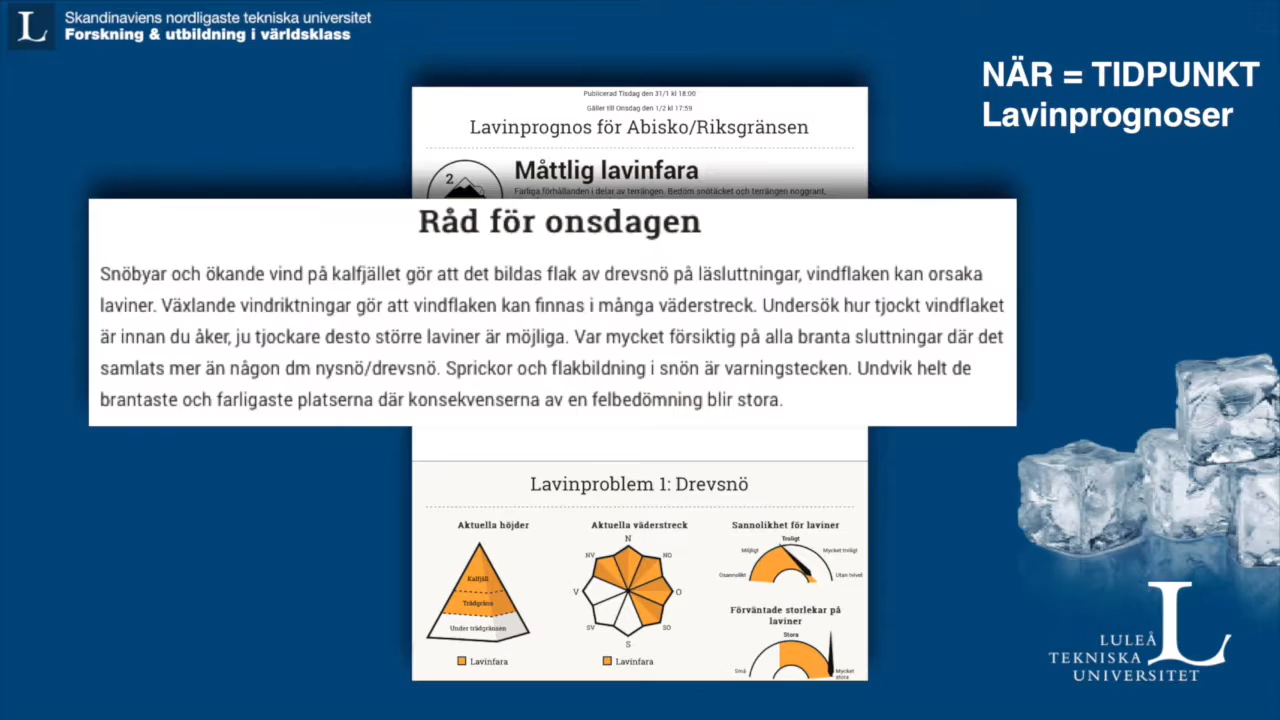 Skandinaviens nordligaste tekniska universitet
Forskning & utbildning i världsklass
NÄR = TIDPUNKT
Lavinprognoser
Publicerad Tisdag den 31/1 kl 18:00
Gäller till Onsdag den 1/2 kl 17:59
Lavinprognos för Abisko/Riksgränsen
2
Måttlig lavinfara
Farliga förhållanden i delar av terrängen. Bedöm snötäcket och terrängen noggrant,
Råd för onsdagen
Snöbyar och ökande vind på kalfjället gör att det bildas flak av drevsnö på läsluttningar, vindflaken kan orsaka
laviner. Växlande vindriktningar gör att vindflaken kan finnas i många väderstreck. Undersök hur tjockt vindflaket
är innan du åker, ju tjockare desto större laviner är möjliga. Var mycket försiktig på alla branta sluttningar där det
samlats mer än någon dm nysnö/drevsnö. Sprickor och flakbildning i snön är varningstecken. Undvik helt de
brantaste och farligaste platserna där konsekvenserna av en felbedömning blir stora.
Lavinproblem 1: Drevsnö
Aktuella höjder
Kalfjäll
Trädgräns
Under trädgränsen
Lavinfara
Aktuella väderstreck
N
NV
NO
V
O
SV
SO
S
Lavinfara
Sannolikhet för laviner
Troligt
Möjligt
Mycket troligt
Osannolikt
Utan tvivel
Förväntade storlekar på
laviner
Stora
Små
Mycket
stora
L
LULEÅ
TEKNISKA
UNIVERSITET